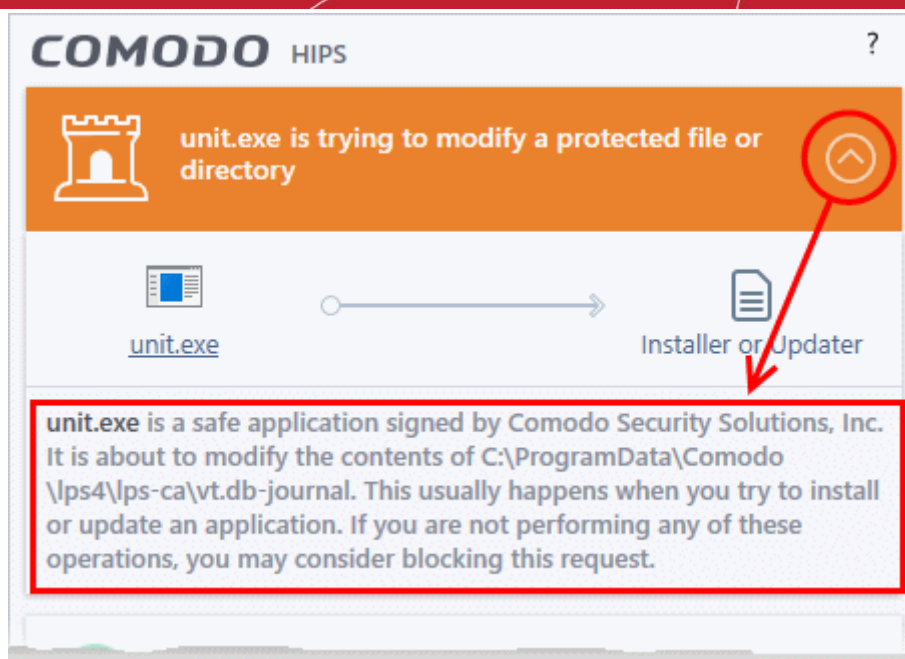 COMODO HIPS ?
unit.exe is trying to modify a protected file or
directory
unit.exe
Installer or Updater
unit.exe is a safe application signed by Comodo Security Solutions, Inc.
It is about to modify the contents of C:\ProgramData\Comodo
\lps4\lps-ca\vt.db-journal. This usually happens when you try to install
or update an application. If you are not performing any of these
operations, you may consider blocking this request.